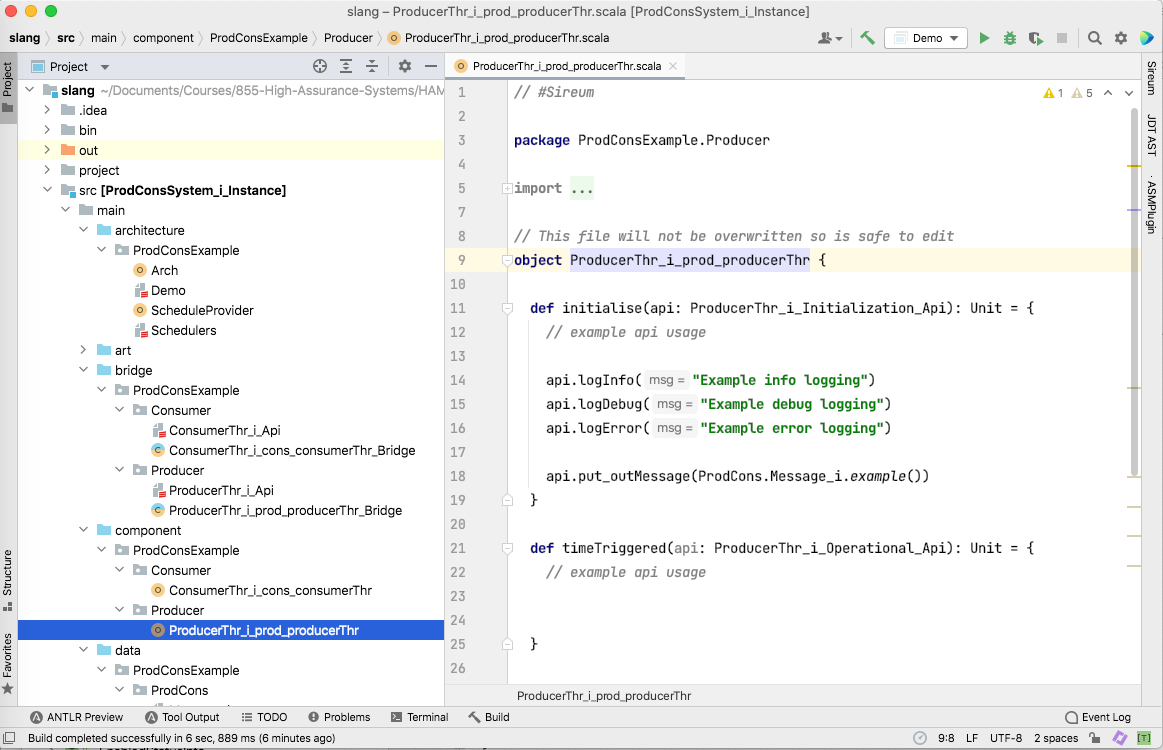 slang – ProducerThr_i_prod_producerThr.scala [ProdConsSystem_i_Instance]
slang src main component ProdConsExample Producer ProducerThr_i_prod_producerThr.scala Demo
Project
ProducerThr_i_prod_producerThr.scala
Project
Structure
Favorites
slang ~/Documents/Courses/855-High-Assurance-Systems/HAM
.idea
bin
out
project
src [ProdConsSystem_i_Instance]
main
architecture
ProdConsExample
Arch
Demo
ScheduleProvider
Schedulers
art
bridge
ProdConsExample
Consumer
ConsumerThr_i_Api
ConsumerThr_i_cons_consumerThr_Bridge
Producer
ProducerThr_i_Api
ProducerThr_i_prod_producerThr_Bridge
component
ProdConsExample
Consumer
ConsumerThr_i_cons_consumerThr
Producer
ProducerThr_i_prod_producerThr
data
ProdConsExample
ProdCons
1 // #Sireum
1 5
2
3 package ProdConsExample.Producer
4
5 import ...
7
8 // This file will not be overwritten so is safe to edit
9 object ProducerThr_i_prod_producerThr {
10
11 def initialise(api: ProducerThr_i_Initialization_Api): Unit = {
12 // example api usage
13
14 api.logInfo( msg = "Example info logging")
15 api.logDebug( msg = "Example debug logging")
16 api.logError( msg = "Example error logging")
17
18 api.put_outMessage(ProdCons.Message_i.example())
19 }
20
21 def timeTriggered(api: ProducerThr_i_Operational_Api): Unit = {
22 // example api usage
23
24
25 }
26
ProducerThr_i_prod_producerThr
Sireum
JDT AST
ASMPlugin
ANTLR Preview Tool Output TODO Problems Terminal Build Event Log
Build completed successfully in 6 sec, 889 ms (6 minutes ago) 9:8 LF UTF-8 2 spaces [T]